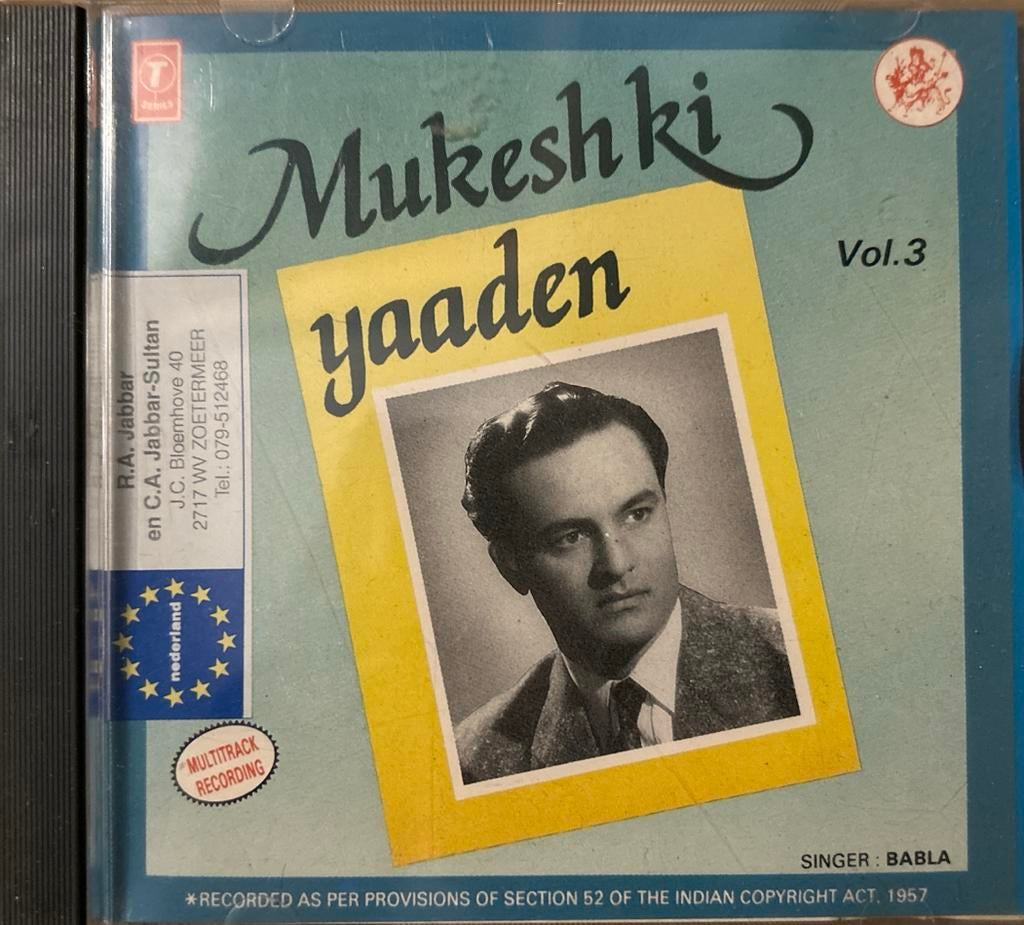 T
SERIES
Mukesh ki
yaaden
Vol.3
R.A. Jabbar
en C.A. Jabbar-Sultan
J.C. Bloemhove 40
2717 WV ZOETERMEER
Tel.: 079-512468
nederland
MULTITRACK
RECORDING
SINGER : BABLA
*RECORDED AS PER PROVISIONS OF SECTION 52 OF THE INDIAN COPYRIGHT ACT, 1957